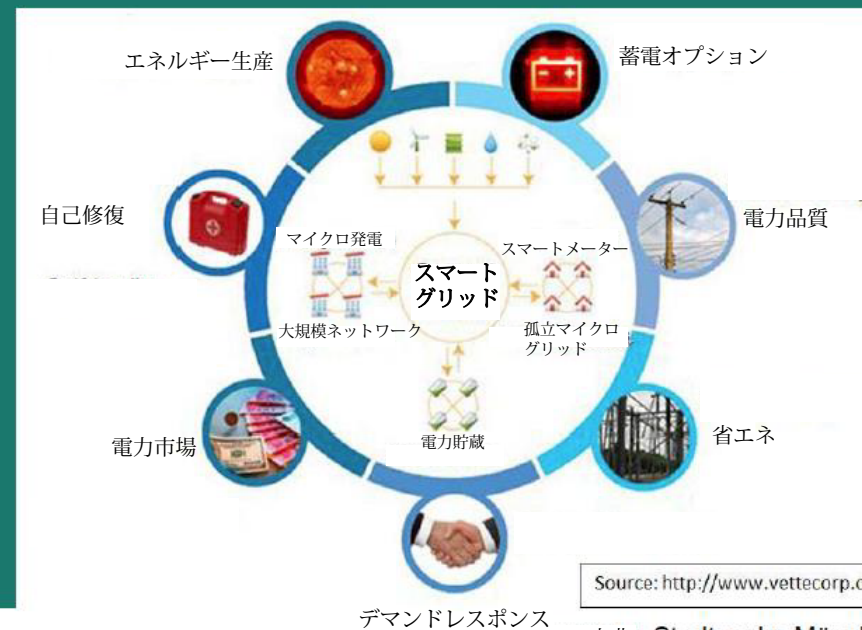 エネルギー生産
蓄電オプション
自己修復
電力品質
マイクロ発電
スマートメーター
スマート
グリッド
大規模ネットワーク
孤立マイクロ
グリッド
電力貯蔵
電力市場
省エネ
デマンドレスポンス
Source: http://www.vettecorp.c